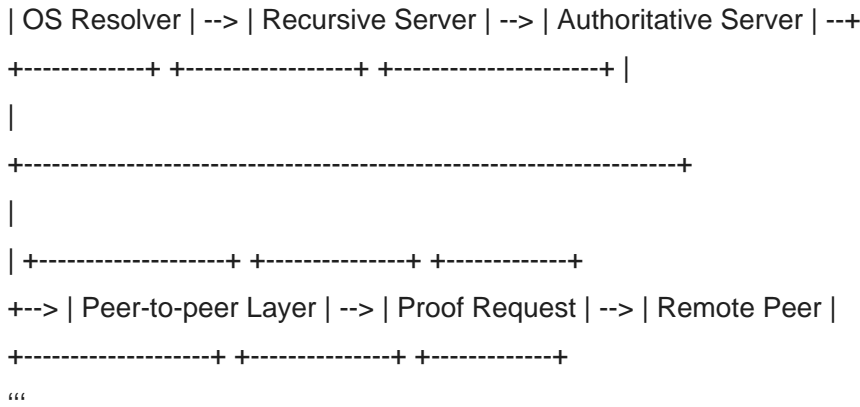 | OS Resolver | --> | Recursive Server | --> | Authoritative Server | --+
+-------------+ +------------------+ +----------------------+ |
|
+----------------------------------------------------------------------+
|
| +--------------------+ +---------------+ +-------------+
+--> | Peer-to-peer Layer | --> | Proof Request | --> | Remote Peer |
+--------------------+ +---------------+ +-------------+
“‘